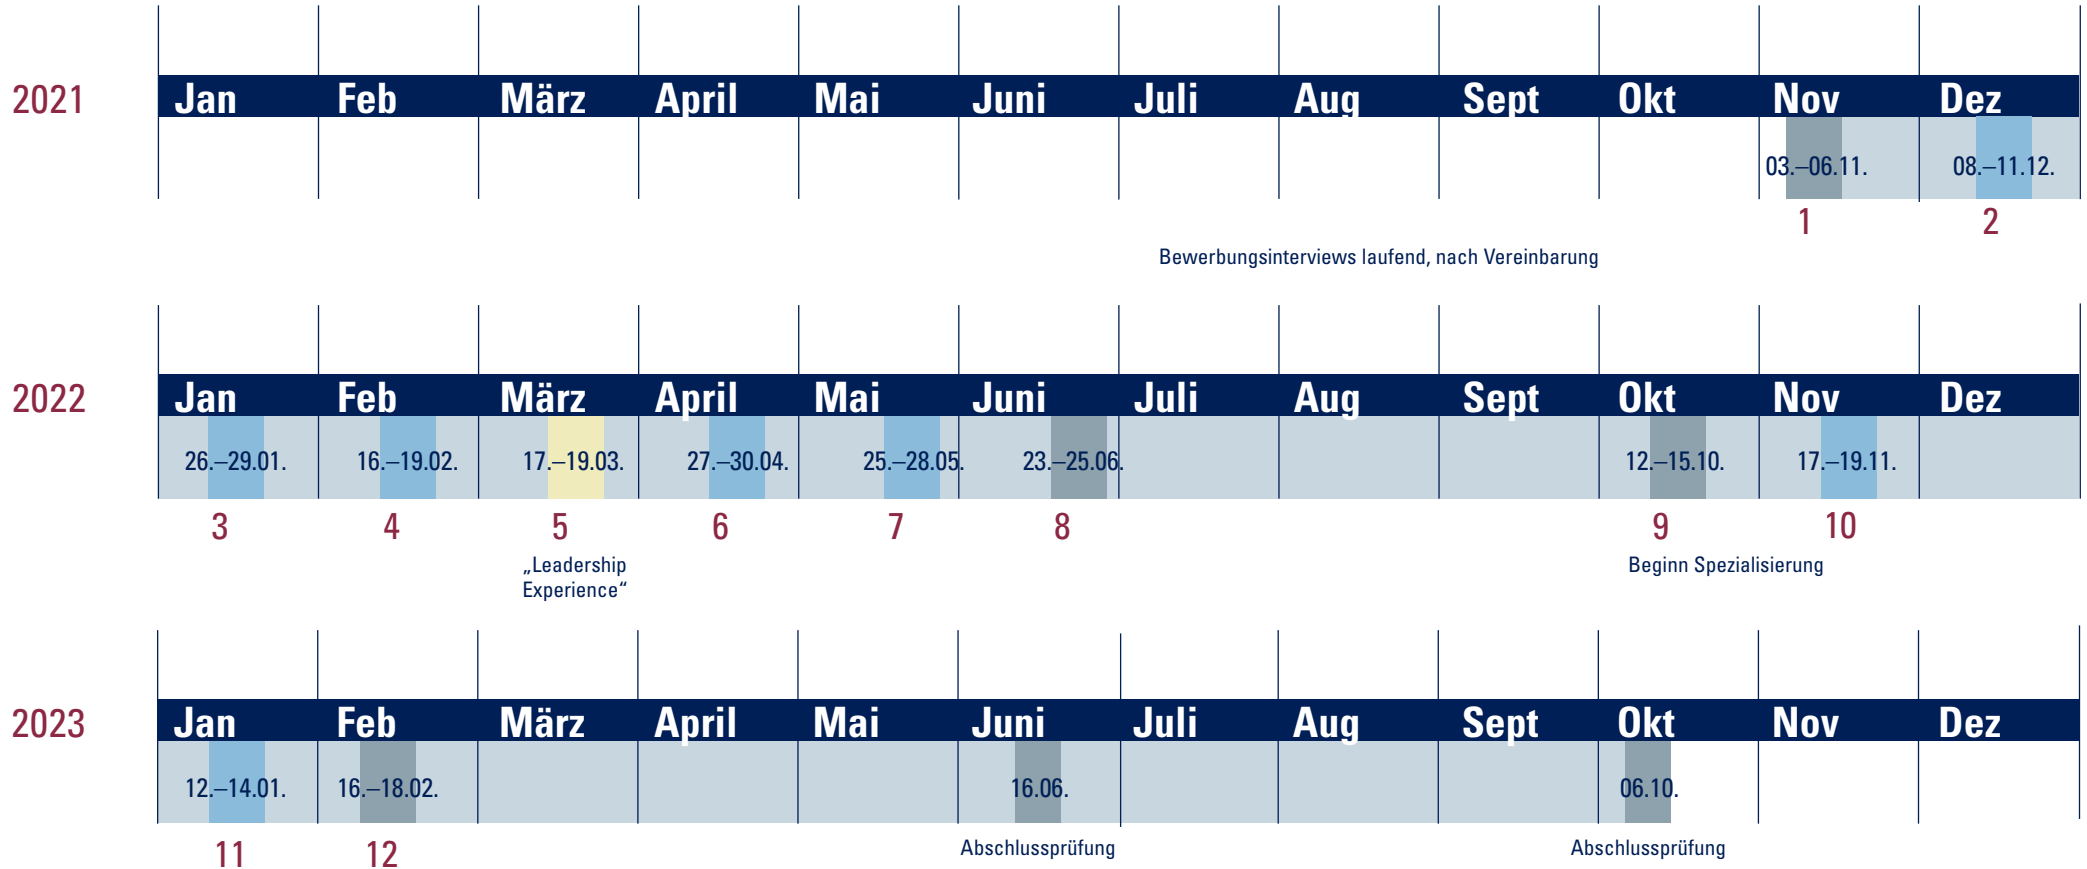 2021
Jan Feb März April Mai Juni Juli Aug Sept Okt Nov Dez
03.–06.11. 08.–11.12.
1 2
Bewerbungsinterviews laufend, nach Vereinbarung
2022
Jan Feb März April Mai Juni Juli Aug Sept Okt Nov Dez
26.–29.01. 16.–19.02. 17.–19.03. 27.–30.04. 25.–28.05. 23.–25.06. 12.–15.10. 17.–19.11.
3 4 5 6 7 8 9 10
„Leadership
Experience“
Beginn Spezialisierung
2023
Jan Feb März April Mai Juni Juli Aug Sept Okt Nov Dez
12.–14.01. 16.–18.02. 16.06. 06.10.
11 12
Abschlussprüfung Abschlussprüfung